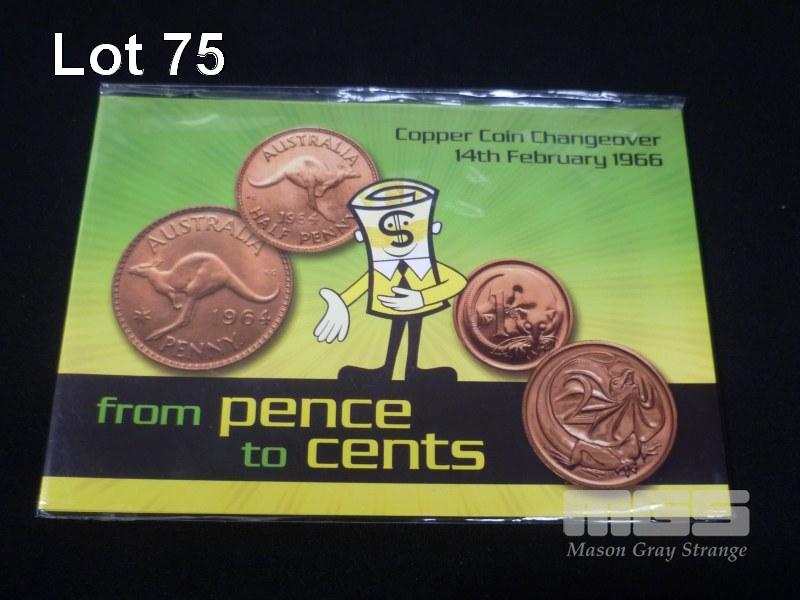 Lot 75
Copper Coin Changeover
14th February 1966
AUSTRALIA
1964
HALF PENNY
AUSTRALIA
1964
PENNY
$
1
2
from pence
to cents
MGS
Mason Gray Strange